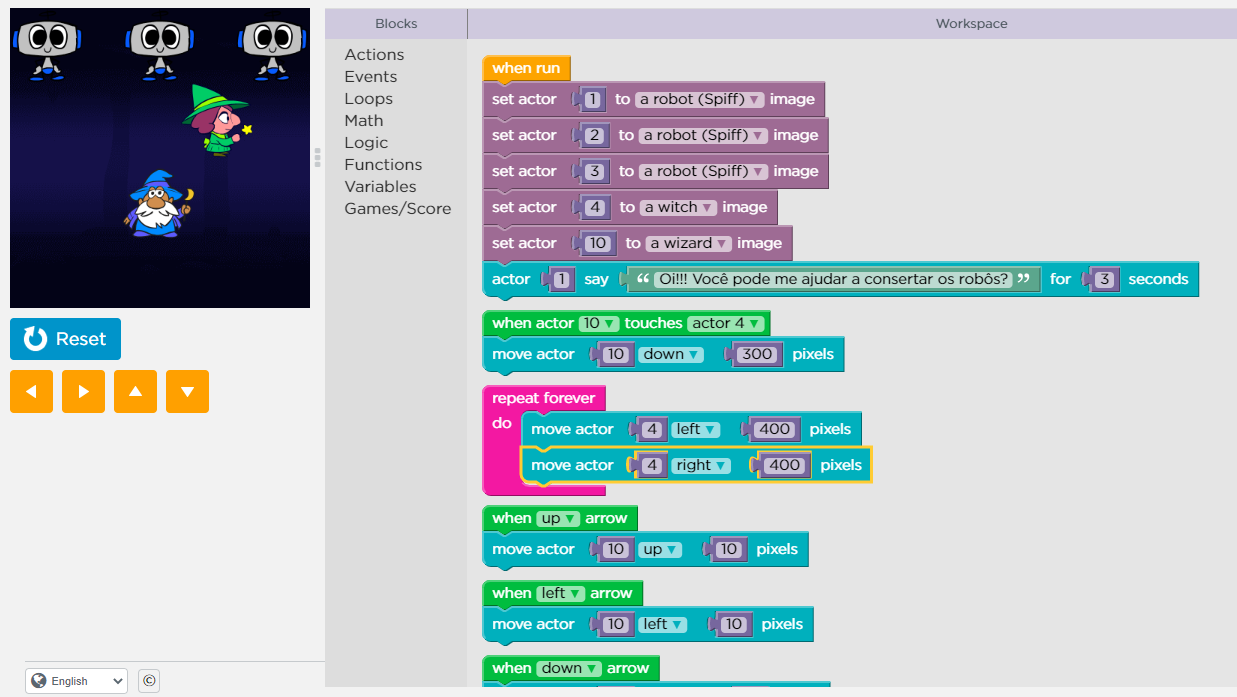 Blocks
Workspace
Actions
Events
Loops
Math
Logic
Functions
Variables
Games/Score
when run
set actor 1 to a robot (Spiff) ▼ image
set actor 2 to a robot (Spiff) ▼ image
set actor 3 to a robot (Spiff) ▼ image
set actor 4 to a witch ▼ image
set actor 10 to a wizard ▼ image
actor 1 say “ Oi!!! Você pode me ajudar a consertar os robôs? ” for 3 seconds
when actor 10 ▼ touches actor 4 ▼
move actor 10 down ▼ 300 pixels
repeat forever
do
move actor 4 left ▼ 400 pixels
move actor 4 right ▼ 400 pixels
when up ▼ arrow
move actor 10 up ▼ 10 pixels
when left ▼ arrow
move actor 10 left ▼ 10 pixels
when down ▼ arrow
Reset
English
©